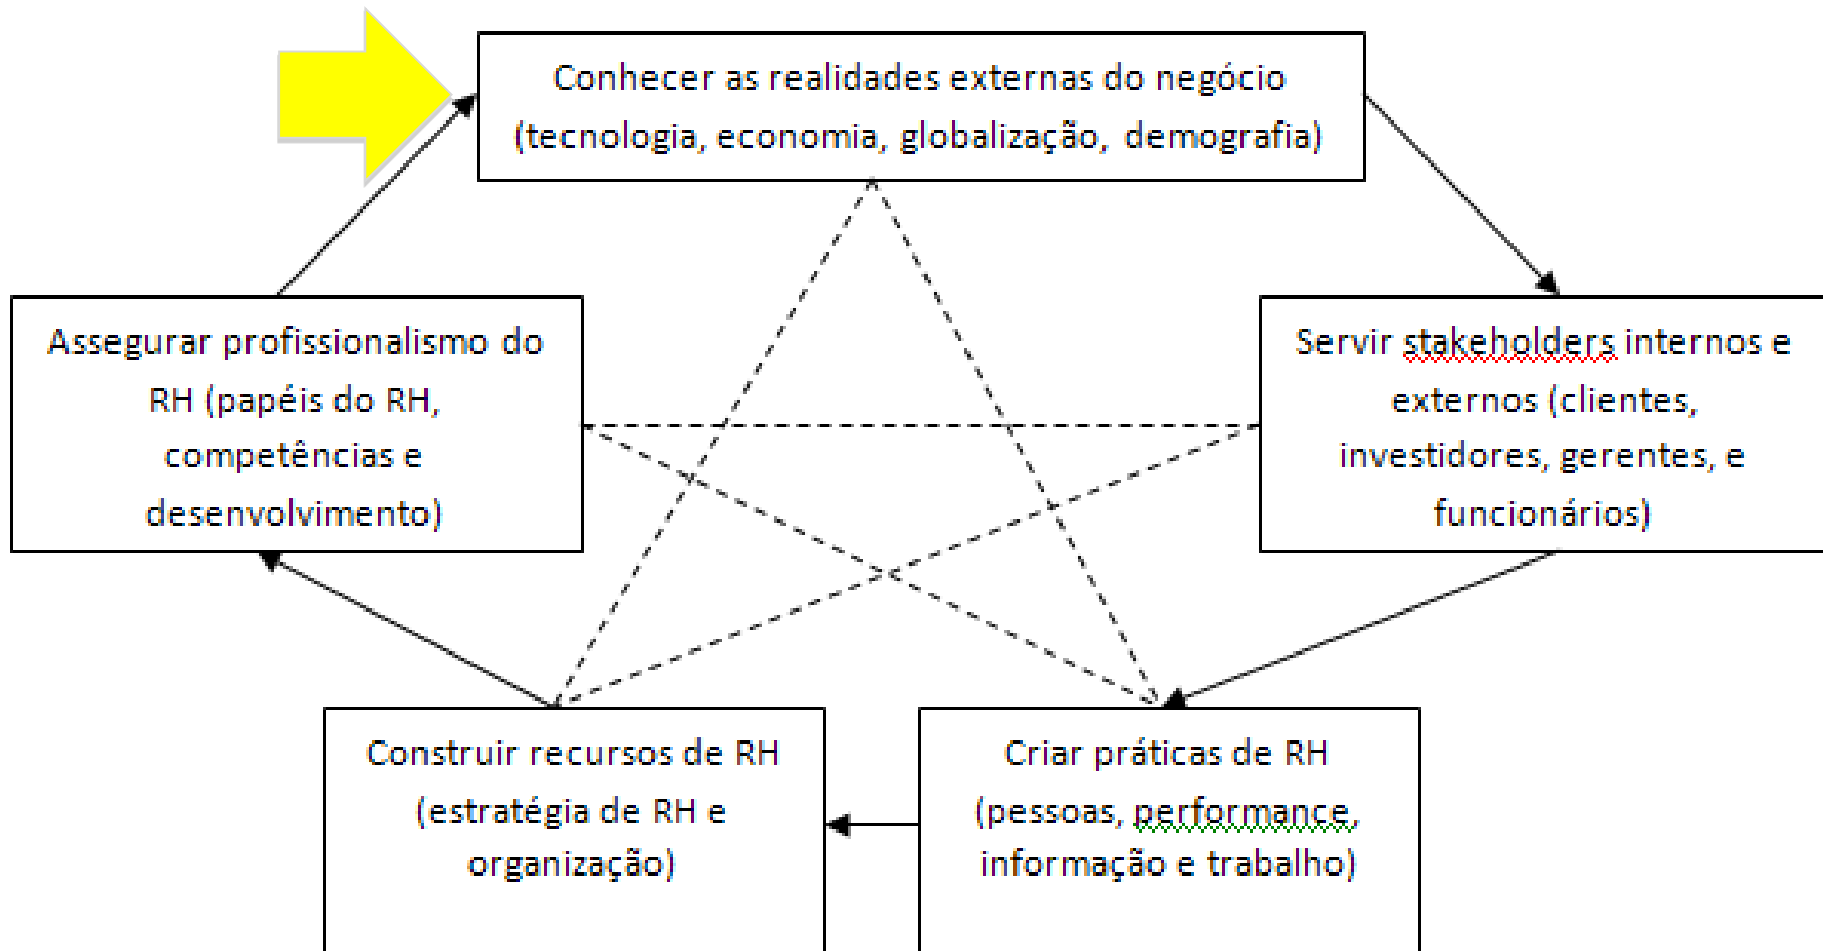 Conhecer as realidades externas do negócio
(tecnologia, economia, globalização, demografia)
Assegurar profissionalismo do
RH (papéis do RH,
competências e
desenvolvimento)
Servir stakeholders internos e
externos (clientes,
investidores, gerentes, e
funcionários)
Construir recursos de RH
(estratégia de RH e
organização)
Criar práticas de RH
(pessoas, performance,
informação e trabalho)